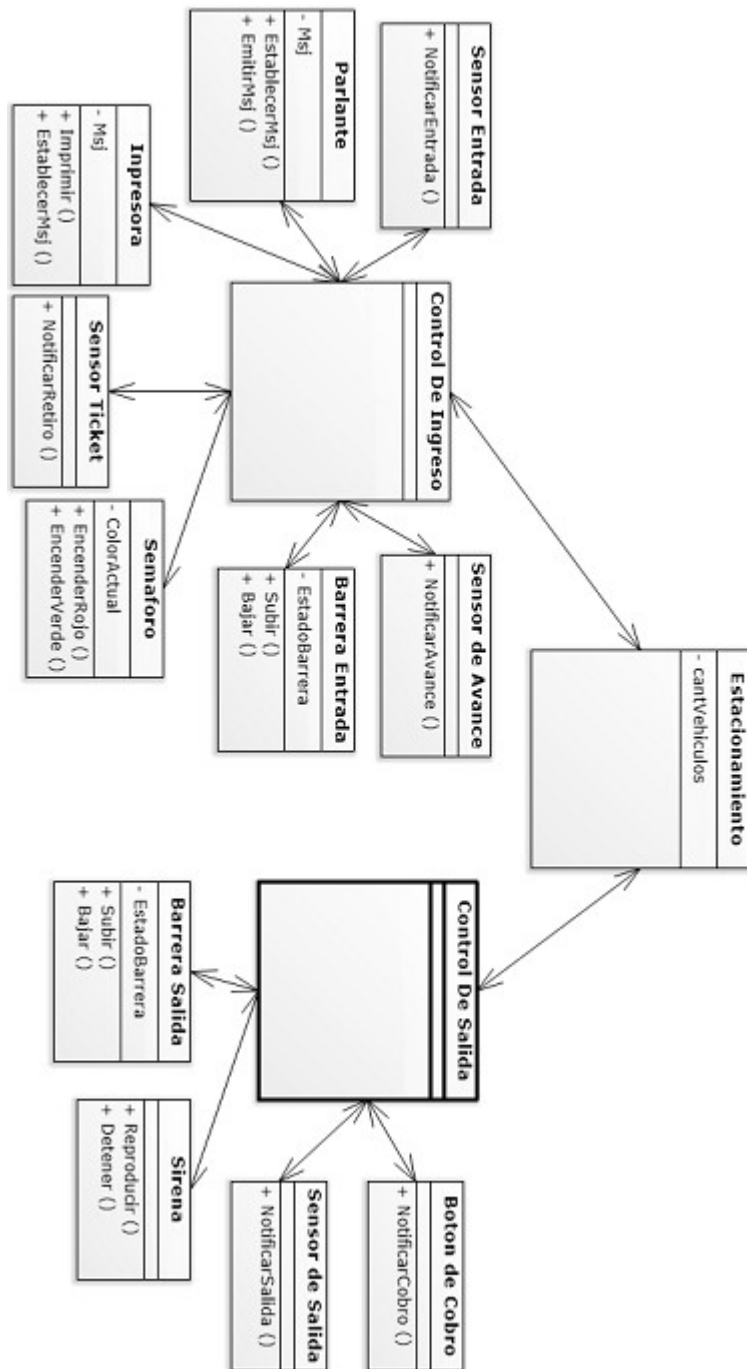 Estacionamiento
- cantVehiculos
Sensor Entrada
+ NotificarEntrada ()
Parlante
- Msj
+ EstablecerMsj ()
+ EmitirMsj ()
Inpresora
- Msj
+ Imprimir ()
+ EstablecerMsj ()
Control De Ingreso
Sensor Ticket
+ NotificarRetiro ()
Semaforo
- ColorActual
+ EncenderRojo ()
+ EncenderVerde ()
Sensor de Avance
+ NotificarAvance ()
Barrera Entrada
- EstadoBarrera
+ Subir ()
+ Bajar ()
Control De Salida
Barrera Salida
- EstadoBarrera
+ Subir ()
+ Bajar ()
Sirena
+ Reproducir ()
+ Detener ()
Sensor de Salida
+ NotificarSalida ()
Boton de Cobro
+ NotificarCobro ()